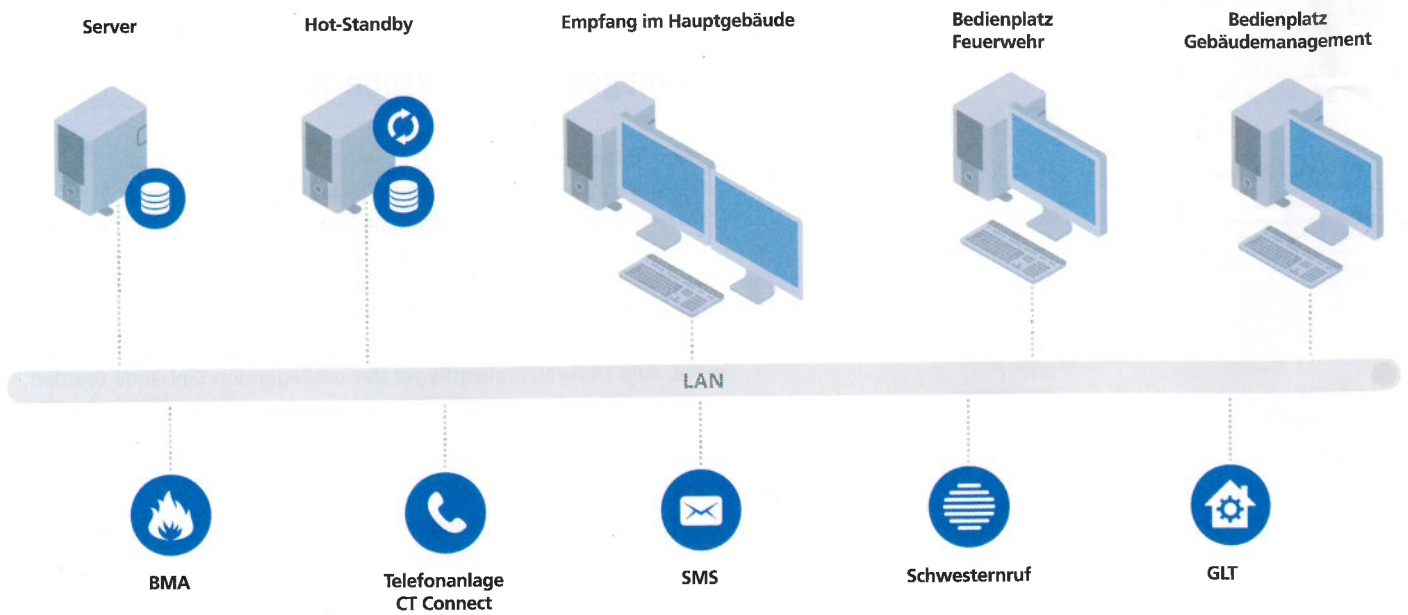 Server
Hot-Standby
Empfang im Hauptgebäude
Bedienplatz
Feuerwehr
Bedienplatz
Gebäudemanagement
LAN
BMA
Telefonanlage
CT Connect
SMS
Schwesternruf
GLT